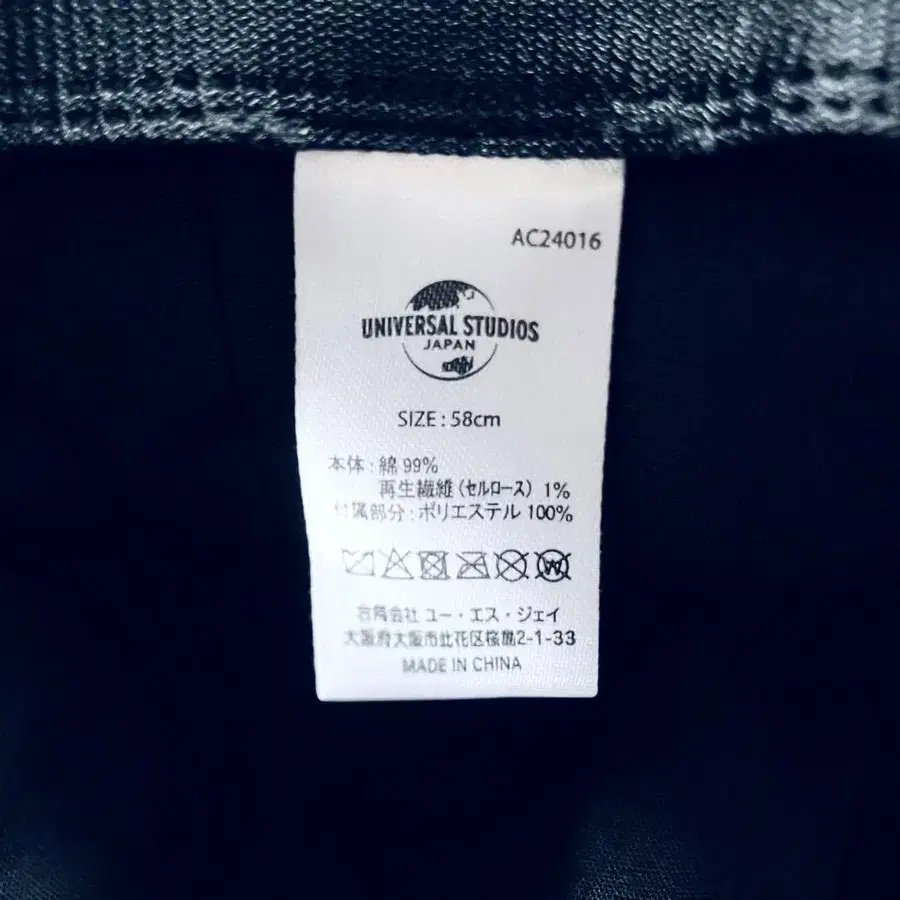 AC24016
UNIVERSAL STUDIOS
JAPAN
SIZE : 58cm
本体 : 綿 99%
再生繊維 (セルロース) 1%
付属部分 : ポリエステル 100%
W
会社 ユー・エス・ジェイ
大阪府大阪市此花区桜島2-1-33
MADE IN CHINA